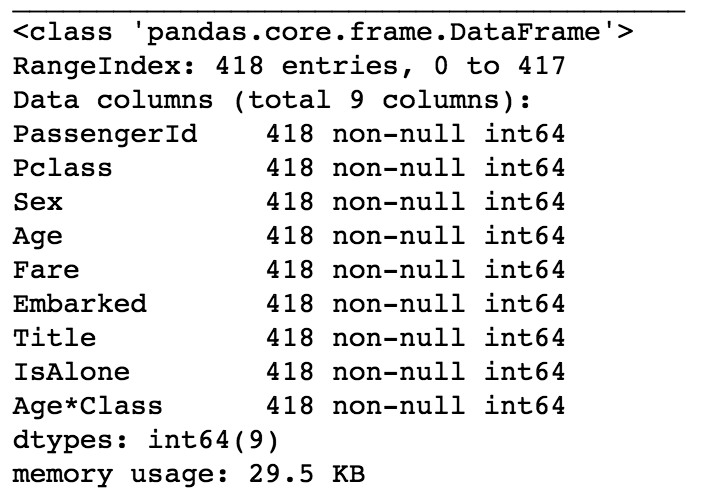 <class 'pandas.core.frame.DataFrame'>
RangeIndex: 418 entries, 0 to 417
Data columns (total 9 columns):
PassengerId    418 non-null int64
Pclass         418 non-null int64
Sex            418 non-null int64
Age            418 non-null int64
Fare           418 non-null int64
Embarked       418 non-null int64
Title          418 non-null int64
IsAlone        418 non-null int64
Age*Class      418 non-null int64
dtypes: int64(9)
memory usage: 29.5 KB